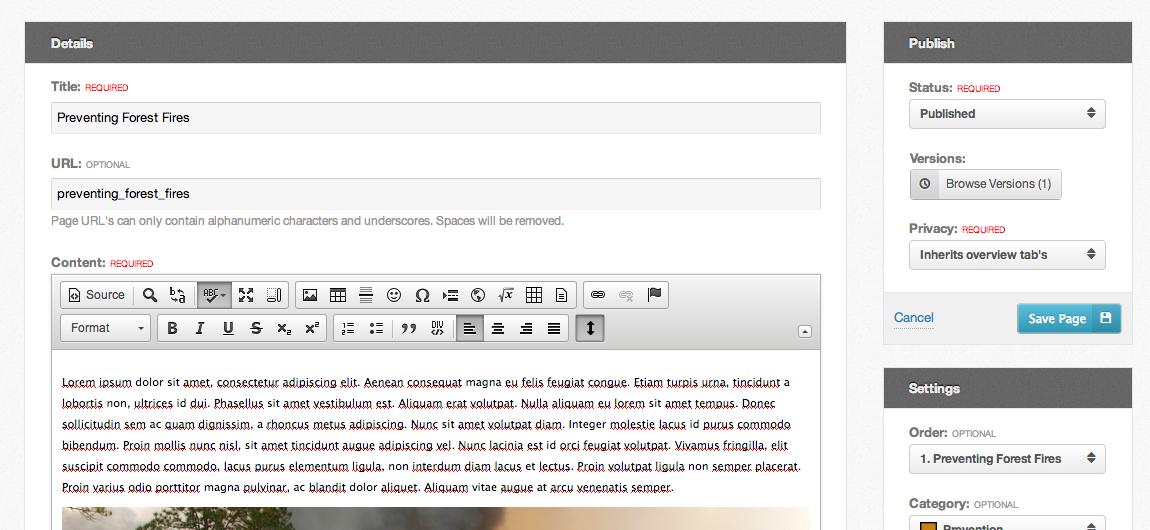 Details
Title: REQUIRED
Preventing Forest Fires
URL: OPTIONAL
preventing_forest_fires
Page URL's can only contain alphanumeric characters and underscores. Spaces will be removed.
Content: REQUIRED
Source
ABC
Format
B I U S x₂ x²
DIV
Lorem ipsum dolor sit amet, consectetur adipiscing elit. Aenean consequat magna eu felis feugiat congue. Etiam turpis urna, tincidunt a
lobortis non, ultrices id dui. Phasellus sit amet vestibulum est. Aliquam erat volutpat. Nulla aliquam eu lorem sit amet tempus. Donec
sollicitudin sem ac quam dignissim, a rhoncus metus adipiscing. Nunc sit amet volutpat diam. Integer molestie lacus id purus commodo
bibendum. Proin mollis nunc nisl, sit amet tincidunt augue adipiscing vel. Nunc lacinia est id orci feugiat volutpat. Vivamus fringilla, elit
suscipit commodo commodo, lacus purus elementum ligula, non interdum diam lacus et lectus. Proin volutpat ligula non semper placerat.
Proin varius odio porttitor magna pulvinar, ac blandit dolor aliquet. Aliquam vitae augue at arcu venenatis semper.
Publish
Status: REQUIRED
Published
Versions:
Browse Versions (1)
Privacy: REQUIRED
Inherits overview tab's
Cancel
Save Page
Settings
Order: OPTIONAL
1. Preventing Forest Fires
Category: OPTIONAL
Prevention